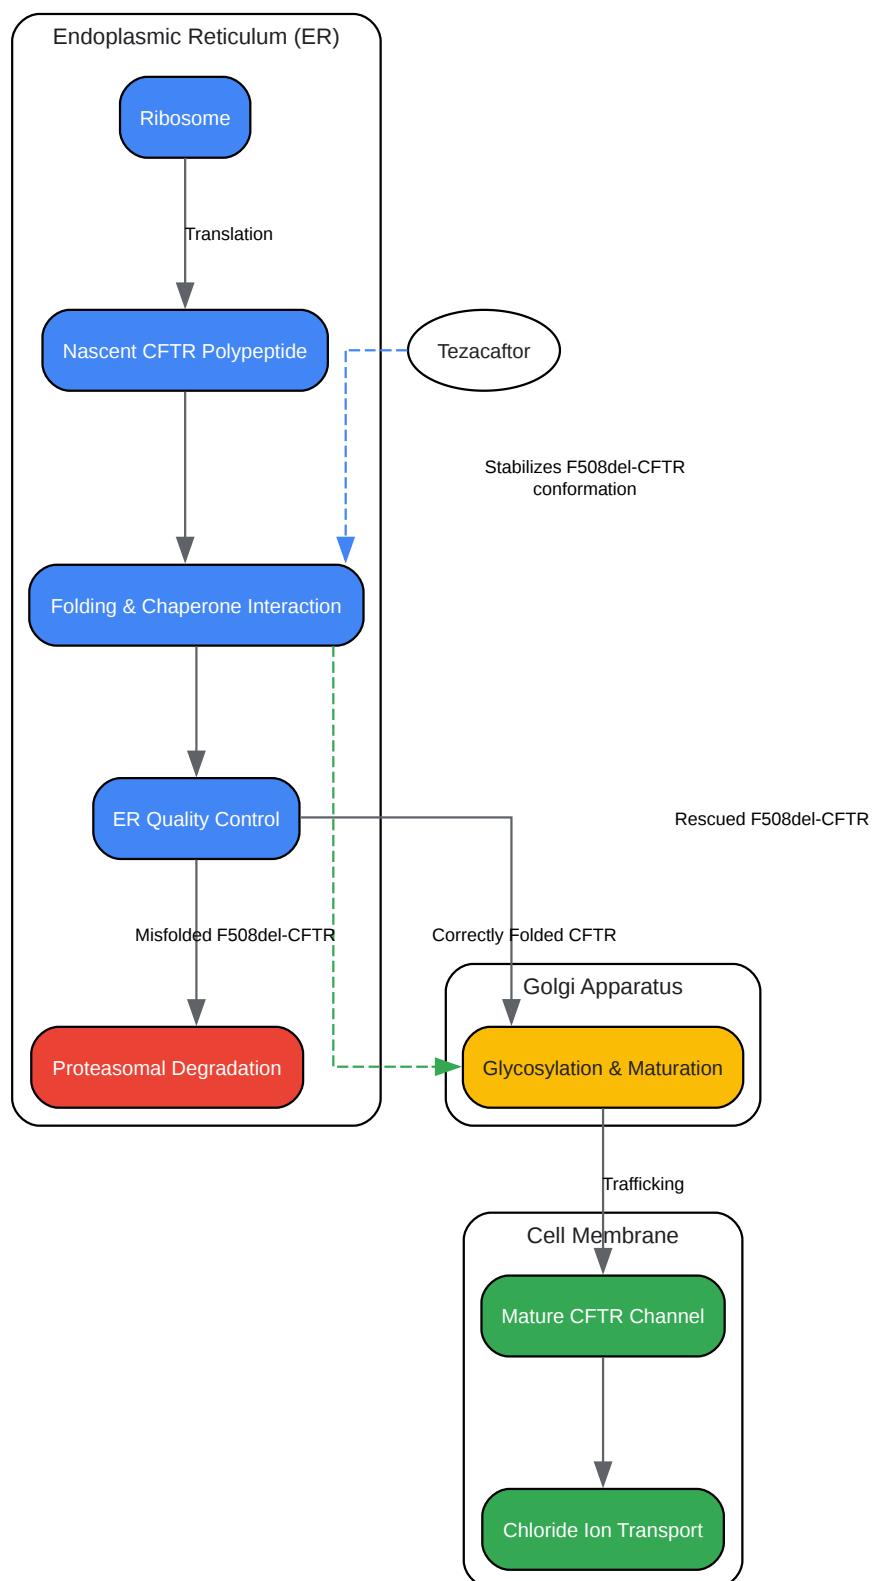 Endoplasmic Reticulum (ER)
Ribosome
Translation
Nascent CFTR Polypeptide
Tezacaftor
Stabilizes F508del-CFTR
conformation
Folding & Chaperone Interaction
ER Quality Control
Rescued F508del-CFTR
Misfolded F508del-CFTR
Correctly Folded CFTR
Golgi Apparatus
Proteasomal Degradation
Glycosylation & Maturation
Trafficking
Cell Membrane
Mature CFTR Channel
Chloride Ion Transport